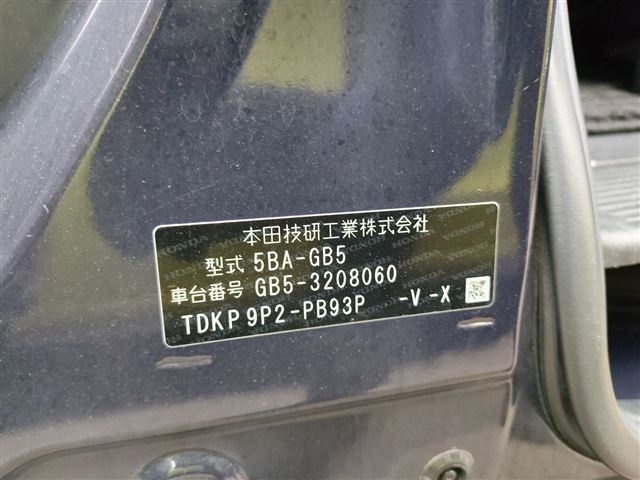 本田技研工業株式会社
型式 5BA-GB5
車台番号 GB5-3208060
TDKP 9P2-PB93P -V -X